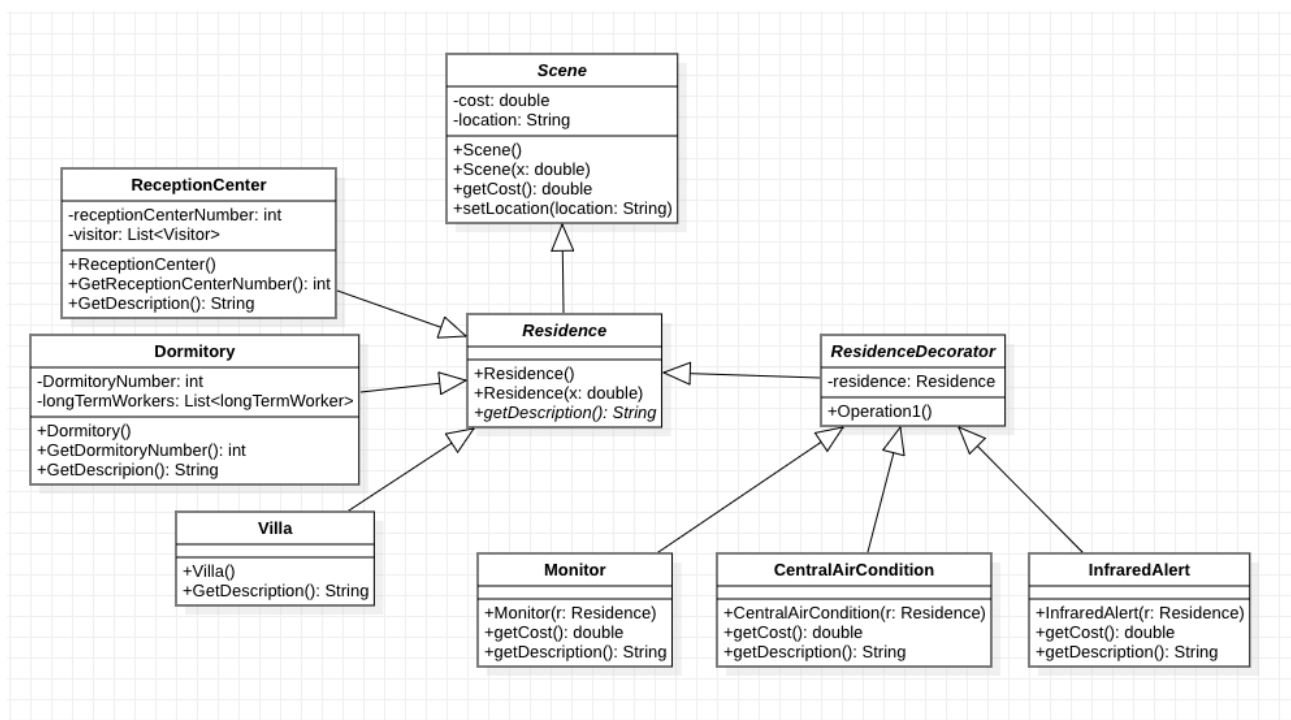 Scene
-cost: double
-location: String
+Scene()
+Scene(x: double)
+getCost(): double
+setLocation(location: String)
ReceptionCenter
-receptionCenterNumber: int
-visitor: List<Visitor>
+ReceptionCenter()
+GetReceptionCenterNumber(): int
+GetDescription(): String
Residence
+Residence()
+Residence(x: double)
+getDescription(): String
ResidenceDecorator
-residence: Residence
+Operation1()
Dormitory
-DormitoryNumber: int
-longTermWorkers: List<longTermWorker>
+Dormitory()
+GetDormitoryNumber(): int
+GetDescripion(): String
Villa
+Villa()
+GetDescription(): String
Monitor
+Monitor(r: Residence)
+getCost(): double
+getDescription(): String
CentralAirCondition
+CentralAirCondition(r: Residence)
+getCost(): double
+getDescription(): String
InfraredAlert
+InfraredAlert(r: Residence)
+getCost(): double
+getDescription(): String